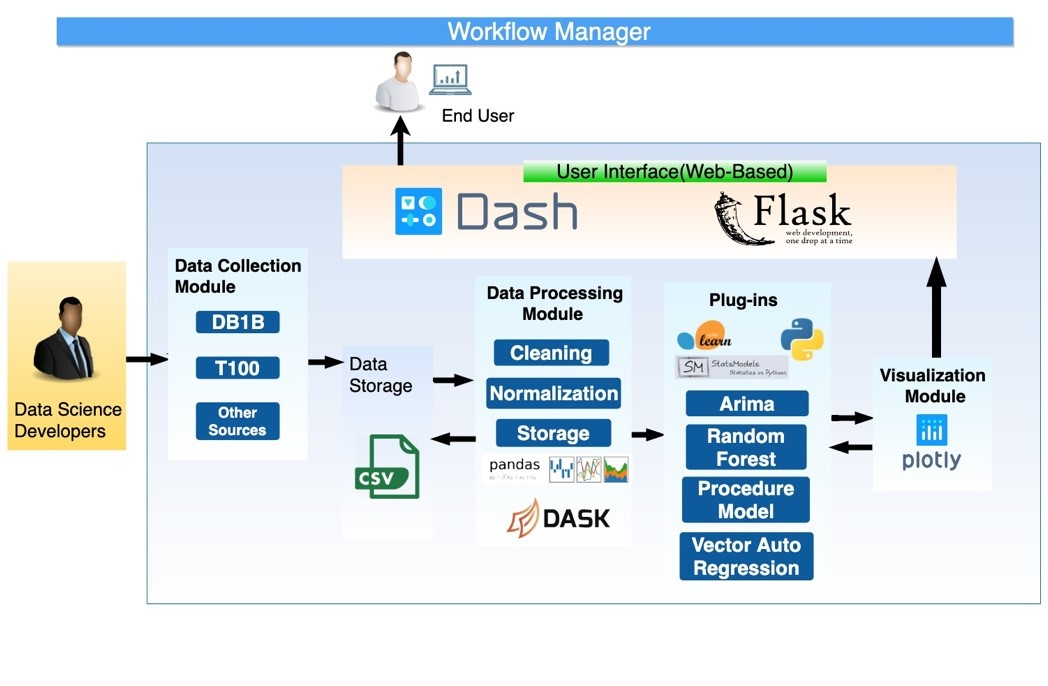 Workflow Manager
End User
User Interface(Web-Based)
Dash
Flask
web development,
one drop at a time
Data Collection
Module
DB1B
T100
Other
Sources
Data Science
Developers
Data
Storage
CSV
Data Processing
Module
Cleaning
Normalization
Storage
pandas
DASK
Plug-ins
learn
SM
StatsModels
Statistics in Python
Arima
Random
Forest
Procedure
Model
Vector Auto
Regression
Visualization
Module
plotly